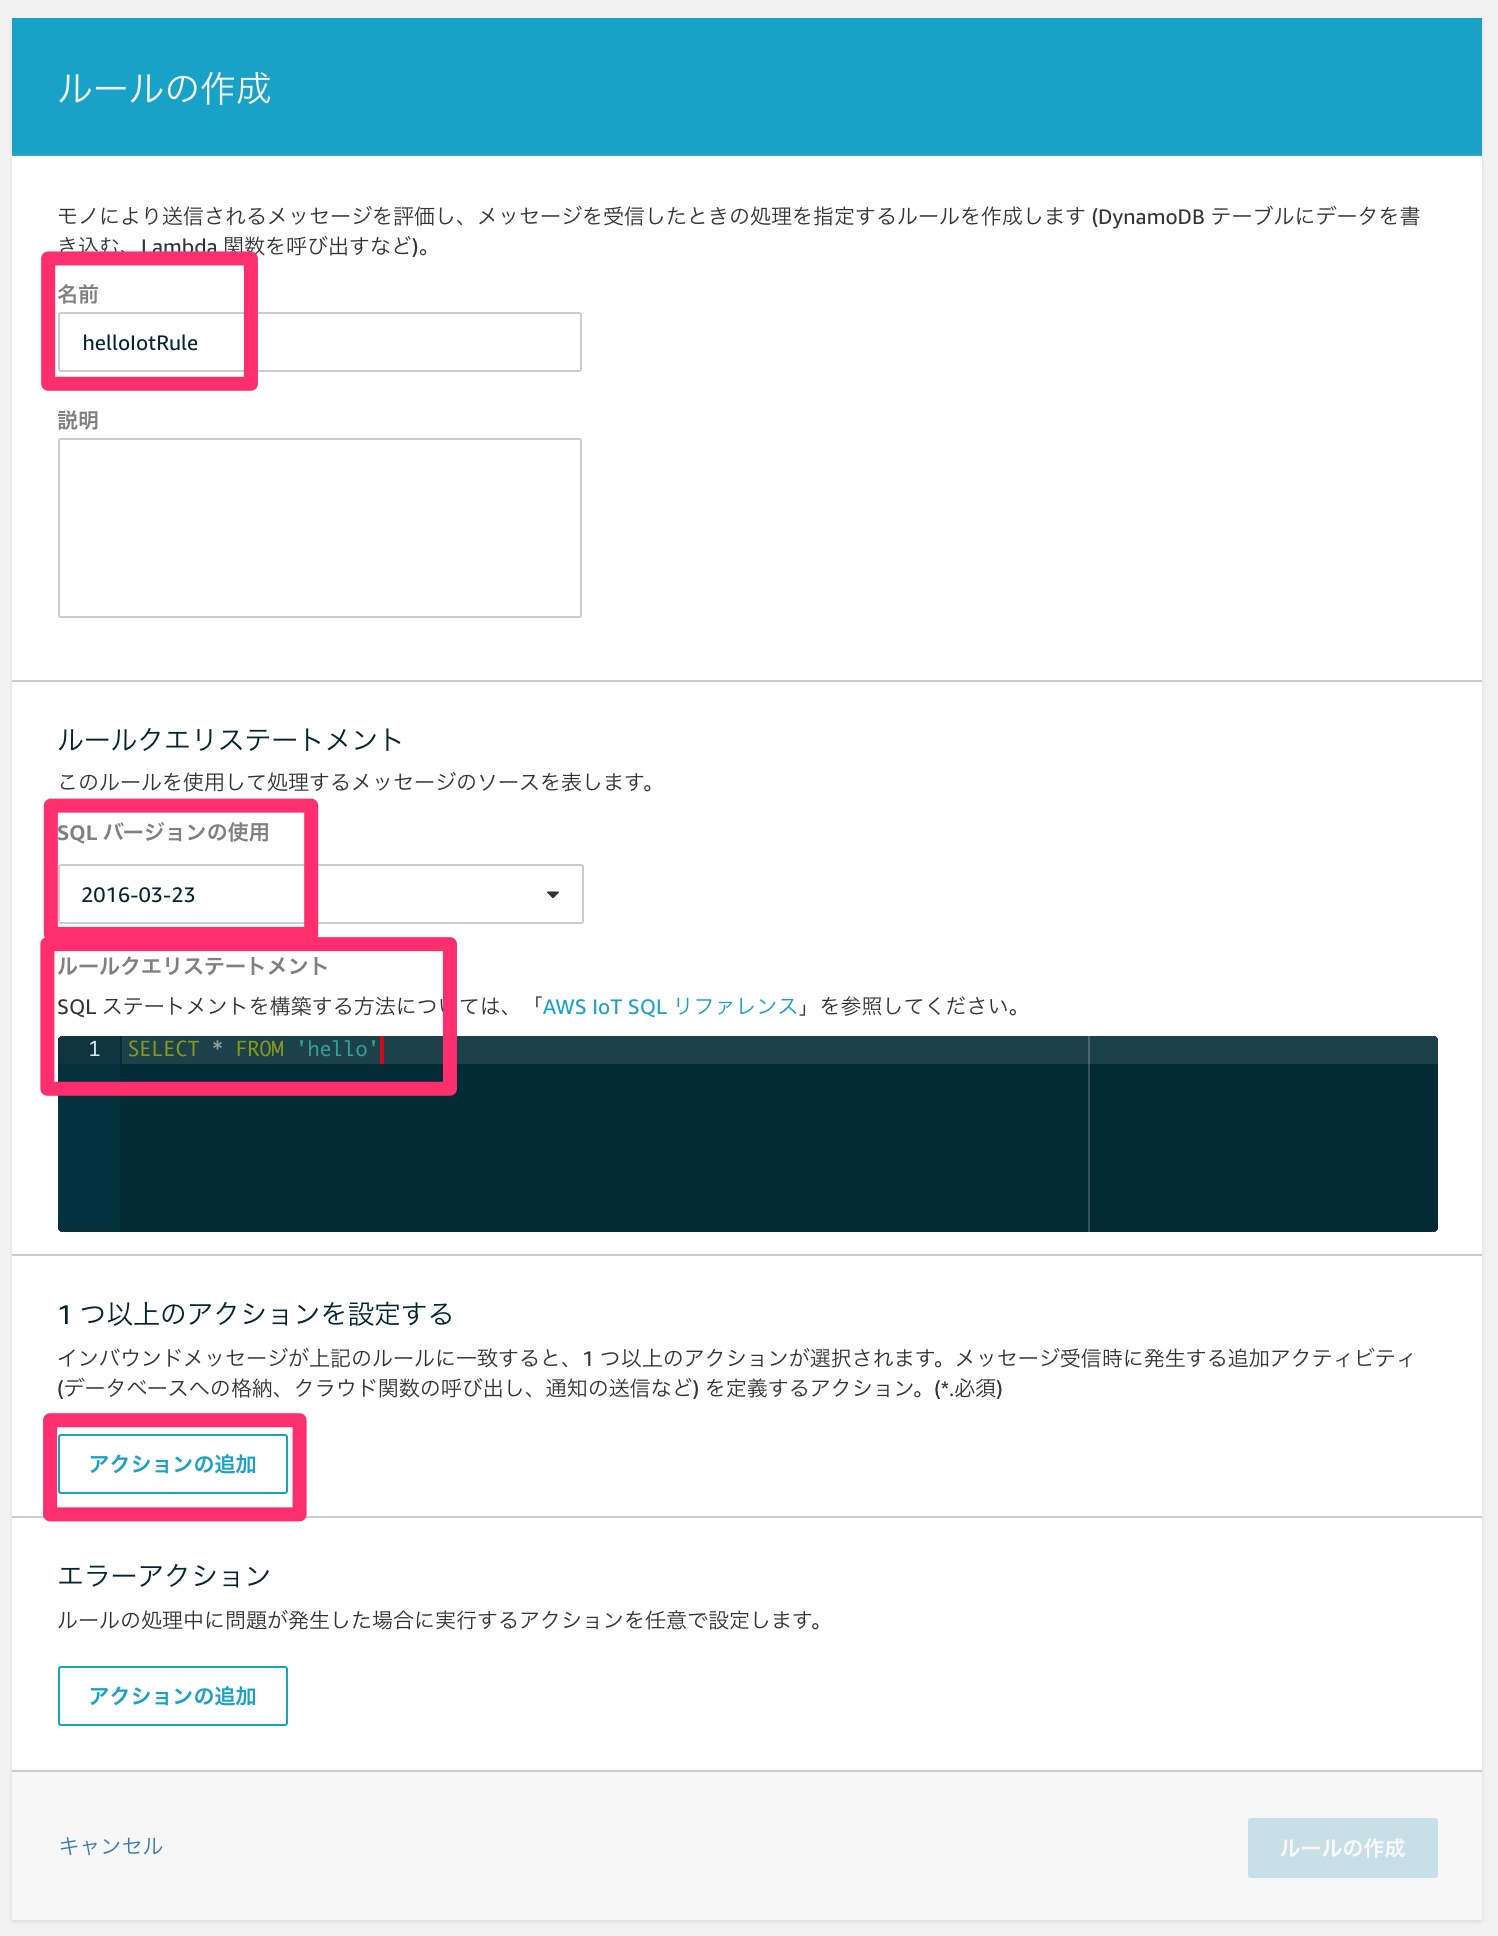 ルールの作成
モノにより送信されるメッセージを評価し、メッセージを受信したときの処理を指定するルールを作成します (DynamoDB テーブルにデータを書
き込む、Lambda 関数を呼び出すなど)。
名前
helloIotRule
説明
ルールクエリステートメント
このルールを使用して処理するメッセージのソースを表します。
SQL バージョンの使用
2016-03-23
ルールクエリステートメント
SQL ステートメントを構築する方法については、「AWS IoT SQL リファレンス」を参照してください。
1 SELECT * FROM 'hello'
1 つ以上のアクションを設定する
インバウンドメッセージが上記のルールに一致すると、1 つ以上のアクションが選択されます。メッセージ受信時に発生する追加アクティビティ
(データベースへの格納、クラウド関数の呼び出し、通知の送信など) を定義するアクション。(*.必須)
アクションの追加
エラーアクション
ルールの処理中に問題が発生した場合に実行するアクションを任意で設定します。
アクションの追加
キャンセル
ルールの作成